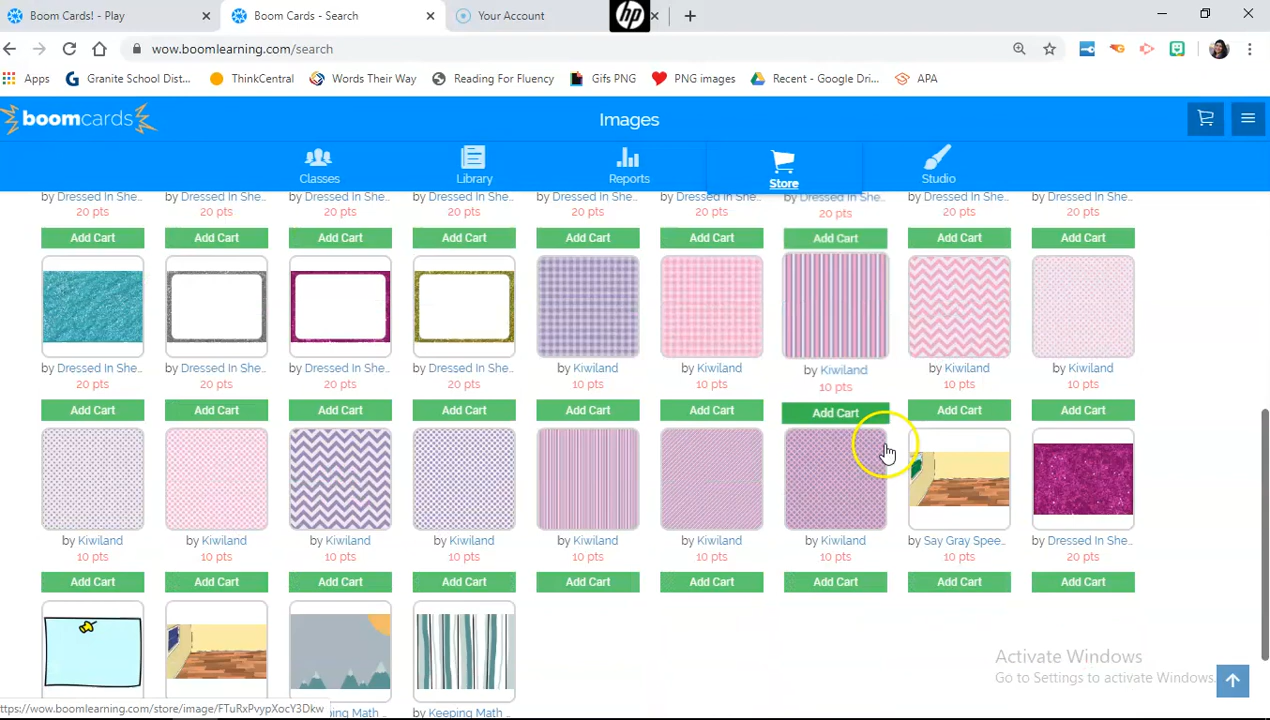 Boom Cards! - Play
Boom Cards - Search
Your Account
hp
wow.boomlearning.com/search
Apps
Granite School Dist...
ThinkCentral
Words Their Way
Reading For Fluency
Gifs PNG
PNG images
Recent - Google Dri...
APA
boomcards
Images
Classes
Library
Reports
Store
Studio
by Dressed In She... by Dressed In She... by Dressed In She... by Dressed In She... by Dressed In She... by Dressed In She... by Dressed In She... by Dressed In She... by Dressed In She...
20 pts 20 pts 20 pts 20 pts 20 pts 20 pts 20 pts 20 pts 20 pts
Add Cart Add Cart Add Cart Add Cart Add Cart Add Cart Add Cart Add Cart Add Cart
by Dressed In She... by Dressed In She... by Dressed In She... by Dressed In She... by Kiwiland by Kiwiland by Kiwiland by Kiwiland by Kiwiland
20 pts 20 pts 20 pts 20 pts 10 pts 10 pts 10 pts 10 pts 10 pts
Add Cart Add Cart Add Cart Add Cart Add Cart Add Cart Add Cart Add Cart Add Cart
by Kiwiland by Kiwiland by Kiwiland by Kiwiland by Kiwiland by Kiwiland by Kiwiland by Say Gray Spee... by Dressed In She...
10 pts 10 pts 10 pts 10 pts 10 pts 10 pts 10 pts 20 pts 20 pts
Add Cart Add Cart Add Cart Add Cart Add Cart Add Cart Add Cart Add Cart Add Cart
Activate Windows
Go to Settings to activate Windows.
https://wow.boomlearning.com/store/image/FTuRxPvypXocY3Dkw
ping Math ... by Keeping Math ...